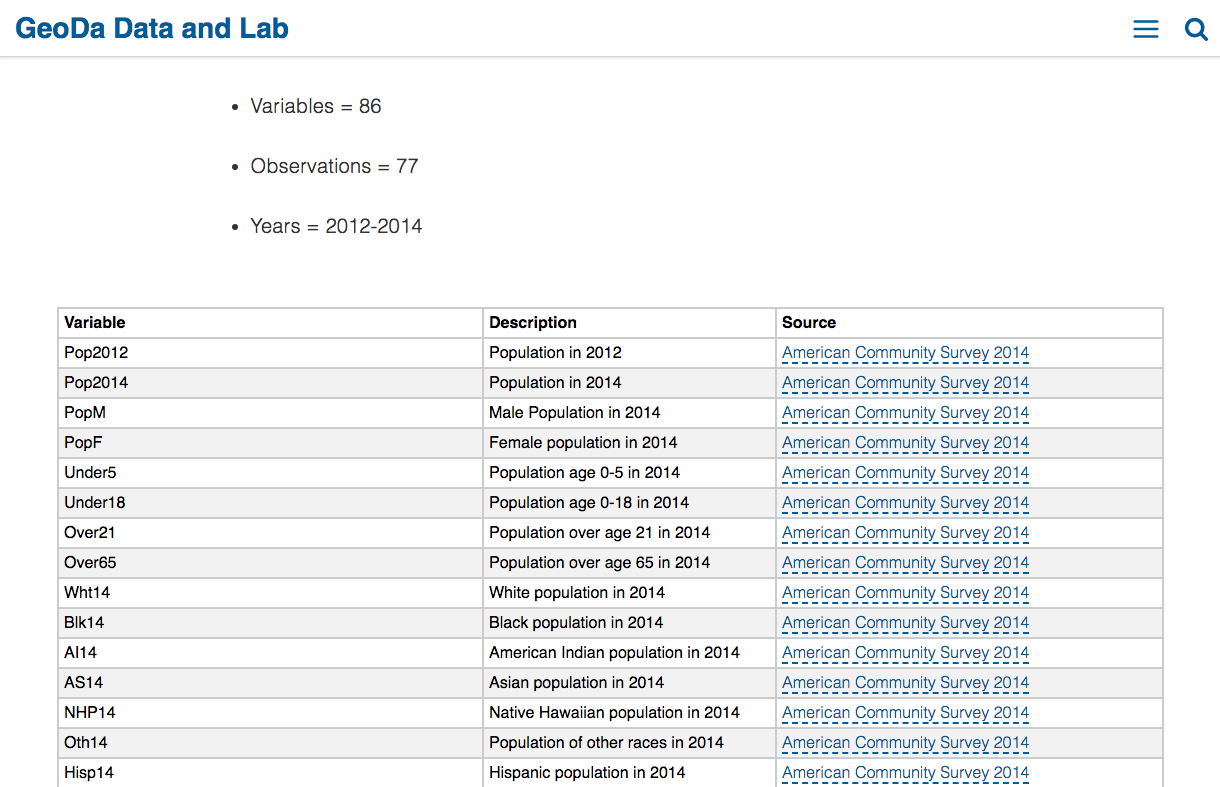 GeoDa Data and Lab
• Variables = 86
• Observations = 77
• Years = 2012-2014
Variable Description Source
Pop2012 Population in 2012 American Community Survey 2014
Pop2014 Population in 2014 American Community Survey 2014
PopM Male Population in 2014 American Community Survey 2014
PopF Female population in 2014 American Community Survey 2014
Under5 Population age 0-5 in 2014 American Community Survey 2014
Under18 Population age 0-18 in 2014 American Community Survey 2014
Over21 Population over age 21 in 2014 American Community Survey 2014
Over65 Population over age 65 in 2014 American Community Survey 2014
Wht14 White population in 2014 American Community Survey 2014
Blk14 Black population in 2014 American Community Survey 2014
AI14 American Indian population in 2014 American Community Survey 2014
AS14 Asian population in 2014 American Community Survey 2014
NHP14 Native Hawaiian population in 2014 American Community Survey 2014
Oth14 Population of other races in 2014 American Community Survey 2014
Hisp14 Hispanic population in 2014 American Community Survey 2014